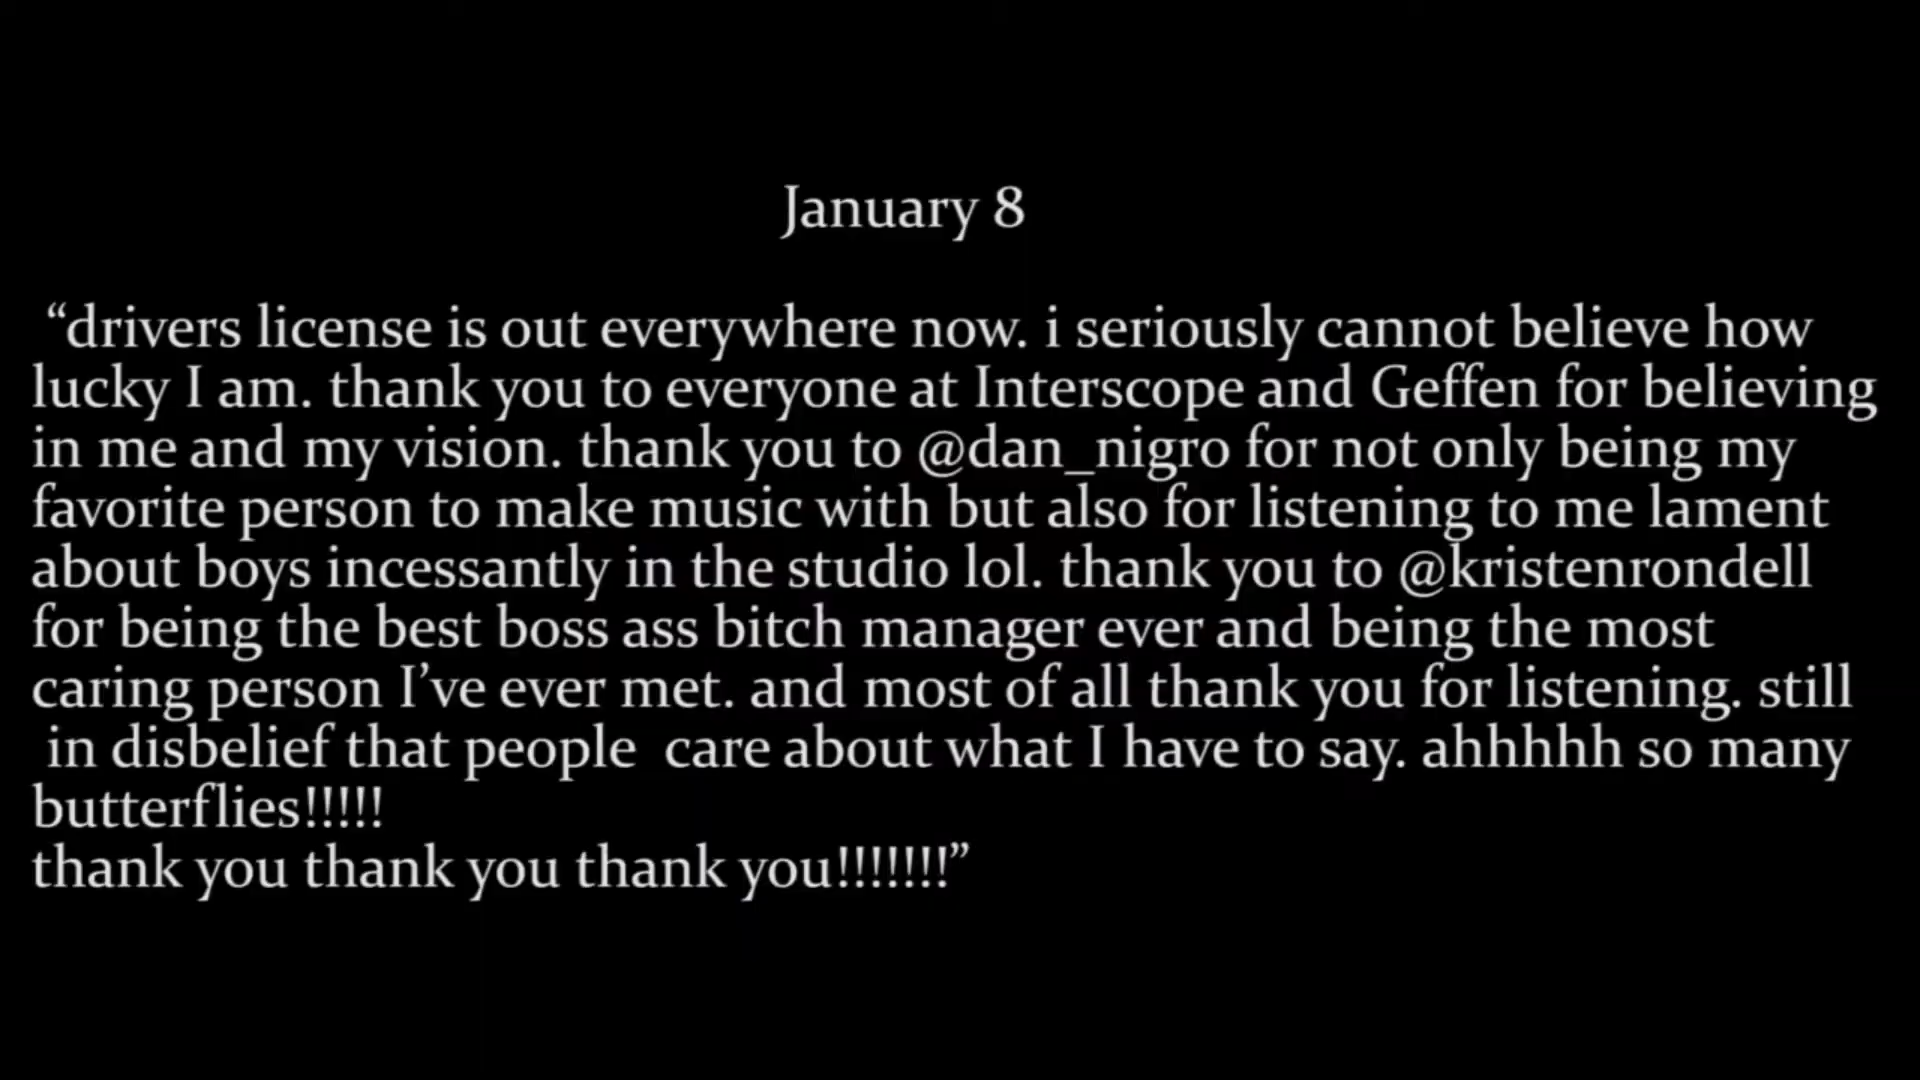 January 8
“drivers license is out everywhere now. i seriously cannot believe how
lucky I am. thank you to everyone at Interscope and Geffen for believing
in me and my vision. thank you to @dan_nigro for not only being my
favorite person to make music with but also for listening to me lament
about boys incessantly in the studio lol. thank you to @kristenrondell
for being the best boss ass bitch manager ever and being the most
caring person I’ve ever met. and most of all thank you for listening. still
in disbelief that people  care about what I have to say. ahhhhh so many
butterflies!!!!!
thank you thank you thank you!!!!!!!”